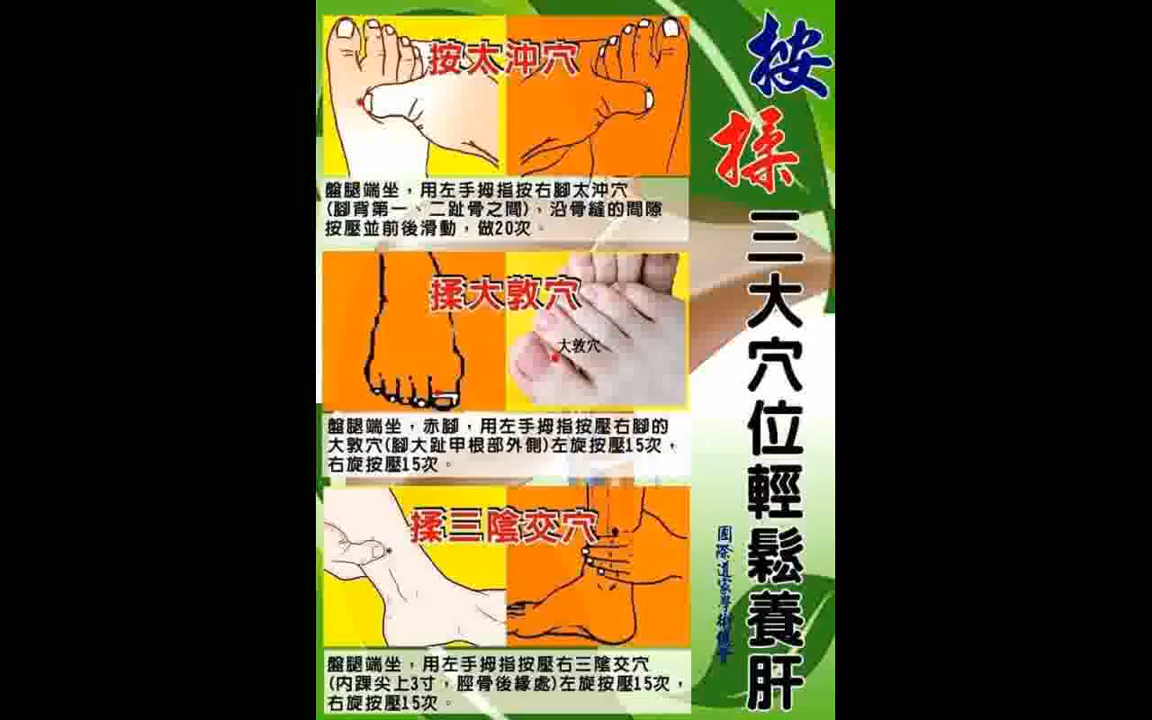 按揉三大穴位輕鬆養肝
按太沖穴
盤腿端坐，用左手拇指按右腳太沖穴
(腳背第一、二趾骨之間)、沿骨縫的間隙
按壓並前後滑動，做20次。
揉大敦穴
大敦穴
盤腿端坐，赤腳，用左手拇指按壓右腳的
大敦穴(腳大趾甲根部外側)左旋按壓15次，
右旋按壓15次。
揉三陰交穴
盤腿端坐，用左手拇指按壓右三陰交穴
(内踝尖上3寸，脛骨後緣處)左旋按壓15次，
右旋按壓15次。
國際道家學術總會